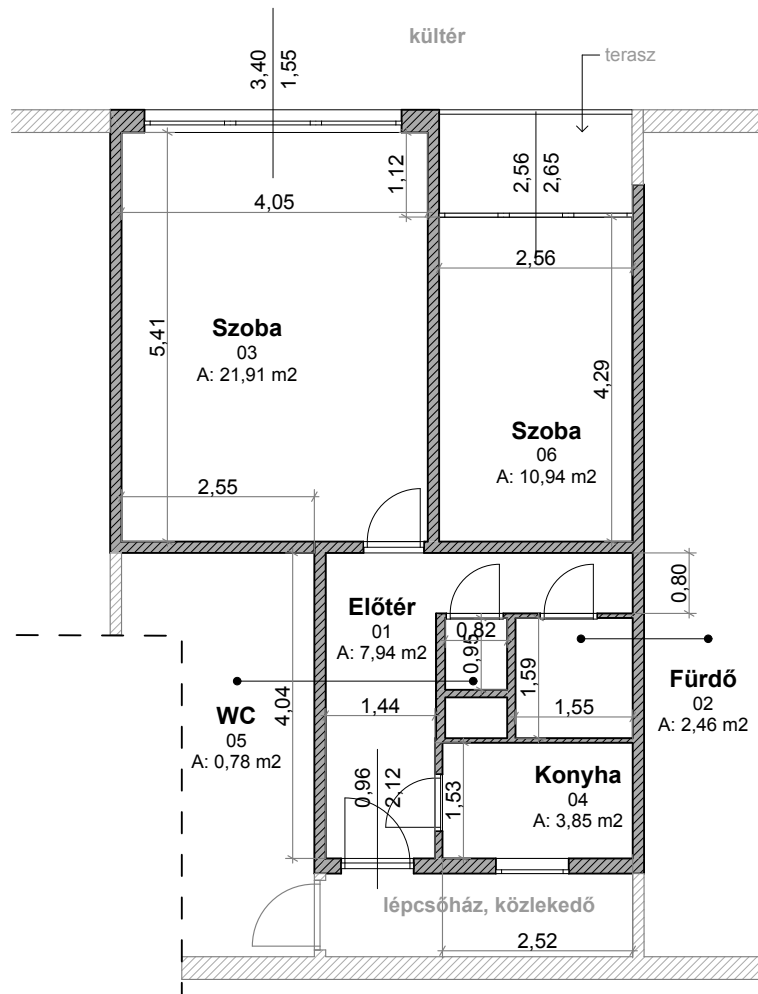 kültér
terasz
3,40
1,55
2,56
2,65
1,12
4,05
2,56
5,41
Szoba
03
A: 21,91 m2
4,29
Szoba
06
A: 10,94 m2
2,55
0,80
Előtér
01
A: 7,94 m2
0,82
0,95
1,59
Fürdő
02
A: 2,46 m2
4,04
WC
05
A: 0,78 m2
1,44
1,55
0,96
2,12
1,53
Konyha
04
A: 3,85 m2
lépcsőház, közlekedő
2,52